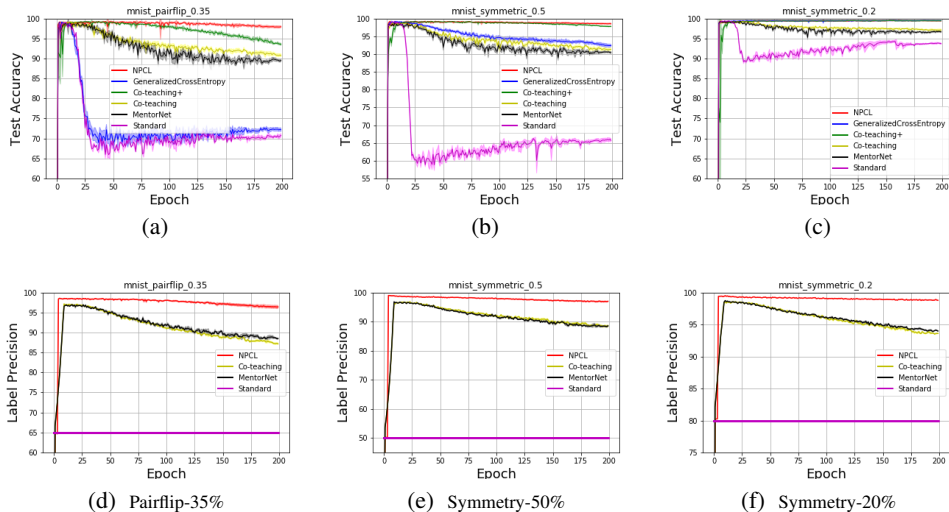 mnist_pairflip_0.35
mnist_symmetric_0.5
mnist_symmetric_0.2
Test Accuracy
100
95
90
85
80
75
70
65
60
NPCL
GeneralizedCrossEntropy
Co-teaching+
Co-teaching
MentorNet
Standard
0 25 50 75 100 125 150 175 200
Epoch
(a)
Test Accuracy
100
95
90
85
80
75
70
65
60
55
NPCL
GeneralizedCrossEntropy
Co-teaching+
Co-teaching
MentorNet
Standard
0 25 50 75 100 125 150 175 200
Epoch
(b)
Test Accuracy
100
95
90
85
80
75
70
65
60
NPCL
GeneralizedCrossEntropy
Co-teaching+
Co-teaching
MentorNet
Standard
0 25 50 75 100 125 150 175 200
Epoch
(c)
mnist_pairflip_0.35
Label Precision
100
95
90
85
80
75
70
65
60
NPCL
Co-teaching
MentorNet
Standard
0 25 50 75 100 125 150 175 200
Epoch
(d) Pairflip-35%
mnist_symmetric_0.5
Label Precision
100
90
80
70
60
50
NPCL
Co-teaching
MentorNet
Standard
0 25 50 75 100 125 150 175 200
Epoch
(e) Symmetry-50%
mnist_symmetric_0.2
Label Precision
100
95
90
85
80
75
NPCL
Co-teaching
MentorNet
Standard
0 25 50 75 100 125 150 175 200
Epoch
(f) Symmetry-20%